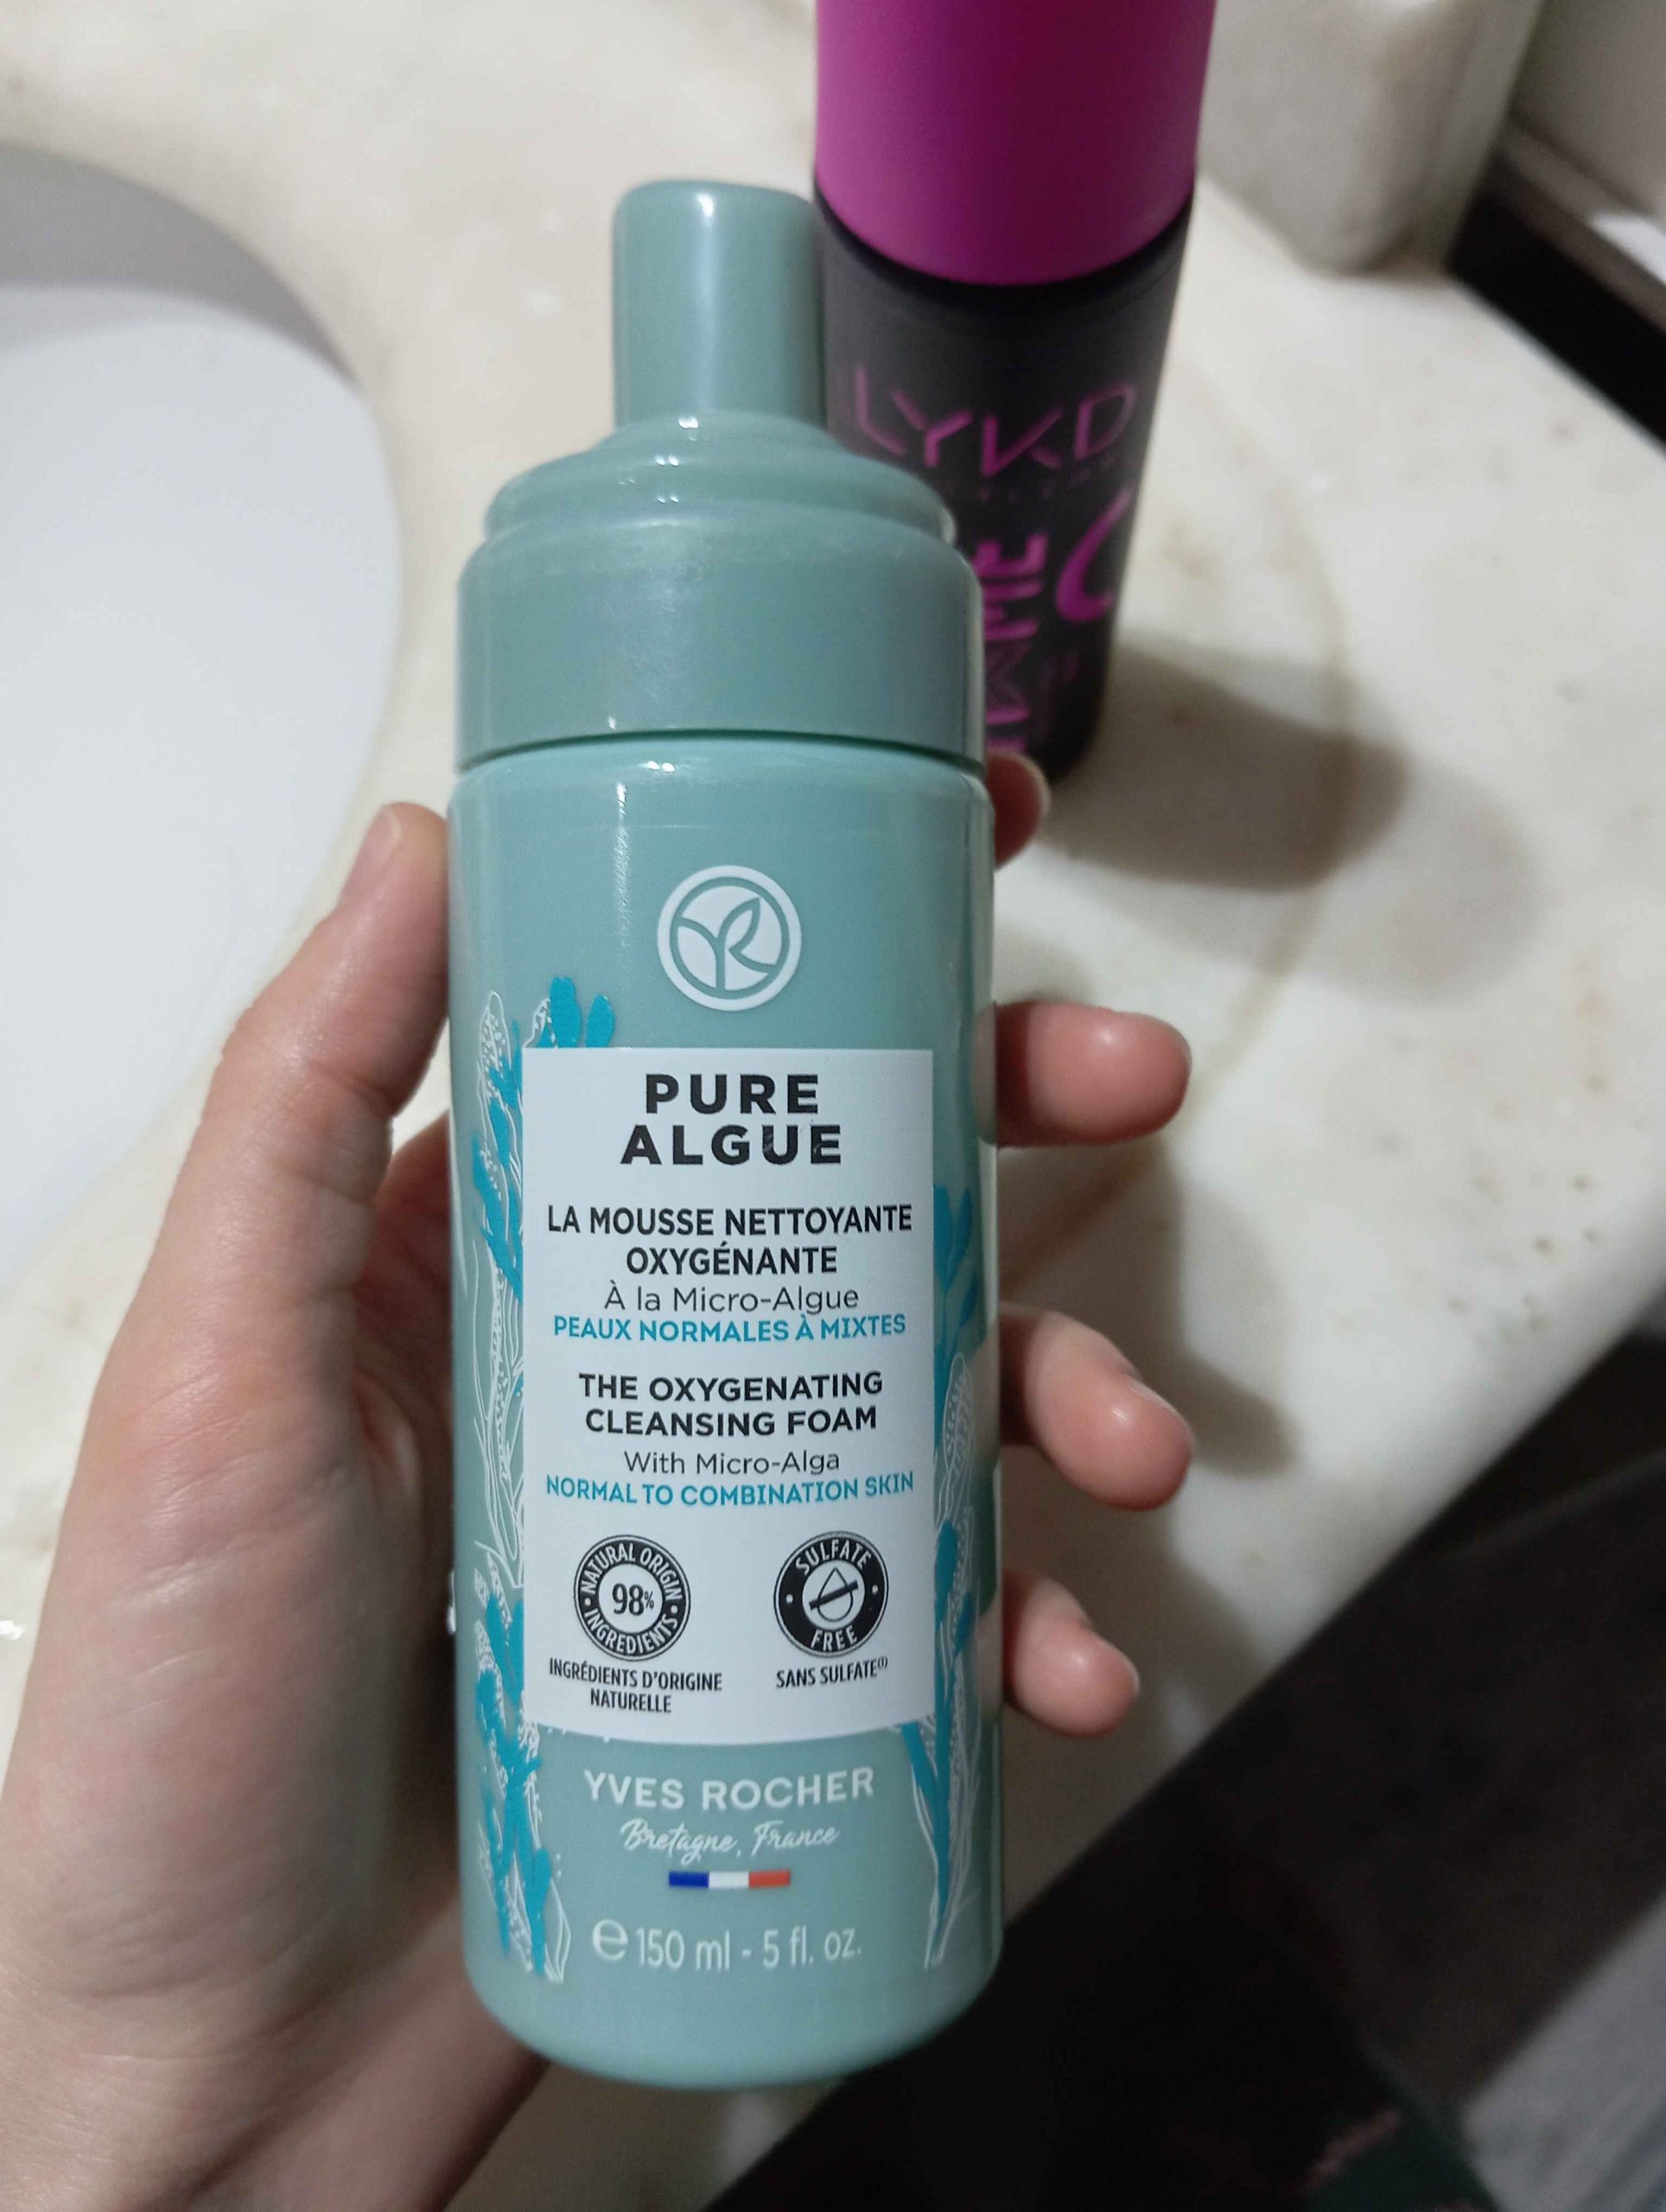 LYKD
PURE
ALGUE
LA MOUSSE NETTOYANTE
OXYGÉNANTE
À la Micro-Algue
PEAUX NORMALES À MIXTES
THE OXYGENATING
CLEANSING FOAM
With Micro-Alga
NORMAL TO COMBINATION SKIN
NATURAL ORIGIN
98%
INGREDIENTS
INGRÉDIENTS D'ORIGINE
NATURELLE
SULFATE
FREE
SANS SULFATE(1)
YVES ROCHER
Bretagne, France
e 150 ml - 5 fl. oz.